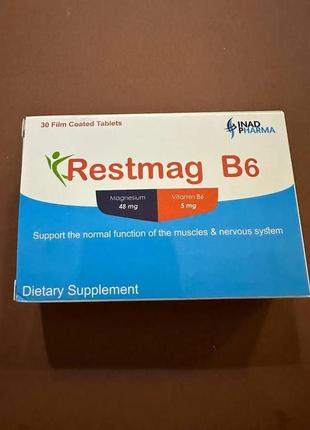 30 Film Coated Tablets
INAD
PHARMA
Restmag B6
Magnesium
48 mg
Vitamin B6
5 mg
Support the normal function of the muscles & nervous system
Dietary Supplement